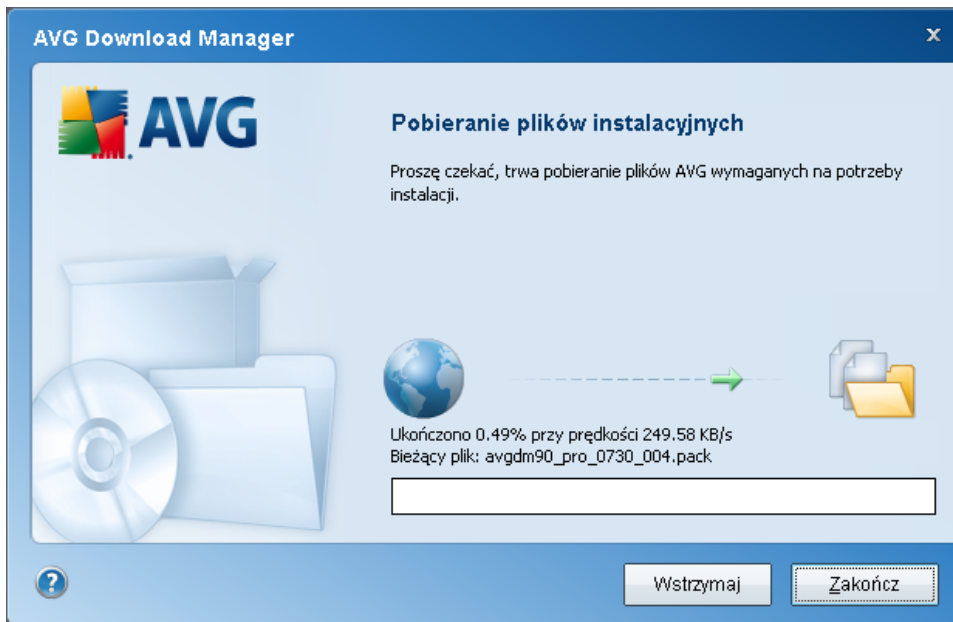 AVG Download Manager
x
AVG
Pobieranie plików instalacyjnych
Proszę czekać, trwa pobieranie plików AVG wymaganych na potrzeby
instalacji.
Ukończono 0.49% przy prędkości 249.58 KB/s
Bieżący plik: avgdm90_pro_0730_004.pack
?
Wstrzymaj
Zakończ